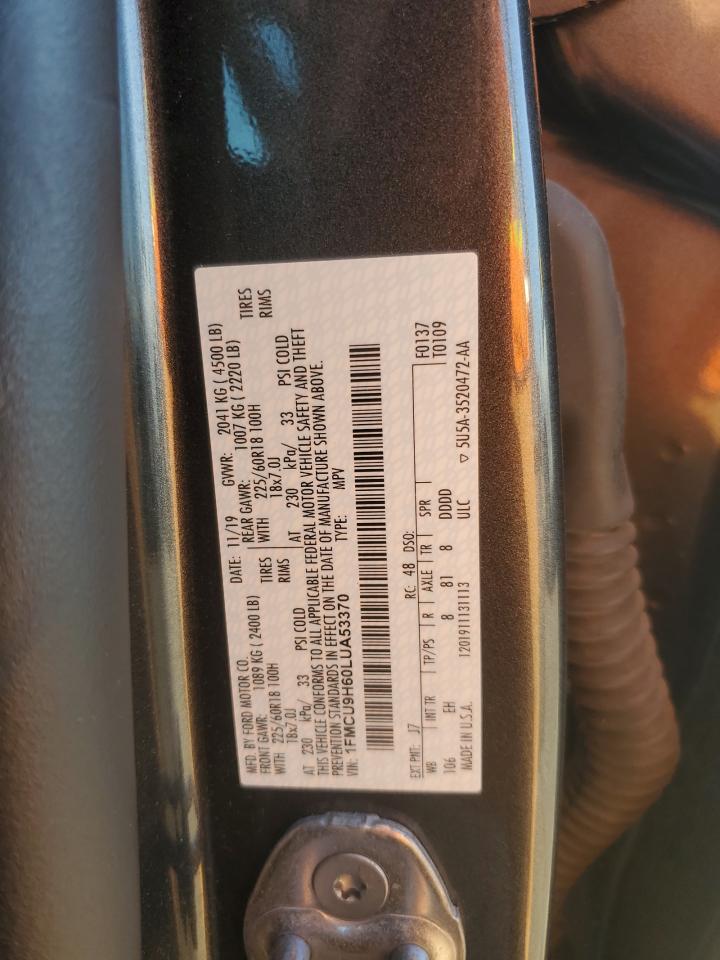 MFD. BY FORD MOTOR CO. DATE: 11/19 GVWR: 2041 KG ( 4500 LB)
FRONT GAWR: 1089 KG ( 2400 LB) REAR GAWR: 1007 KG ( 2220 LB)
WITH 225/60R18 100H TIRES WITH 225/60R18 100H TIRES
18x7.0J RIMS 18x7.0J RIMS
AT 230 kPa/ 33 PSI COLD AT 230 kPa/ 33 PSI COLD
THIS VEHICLE CONFORMS TO ALL APPLICABLE FEDERAL MOTOR VEHICLE SAFETY AND THEFT
PREVENTION STANDARDS IN EFFECT ON THE DATE OF MANUFACTURE SHOWN ABOVE.
VIN: 1FMCU9H60LUA53370 TYPE: MPV
F0137
T0109
EXT PNT: J7 RC: 48 DSO:
WB INT TR TP/PS R AXLE TR SPR
106 EH 8 81 8 DDDD
MADE IN U.S.A. 1201911131113 ULC ▽ 5U5A-3520472-AA